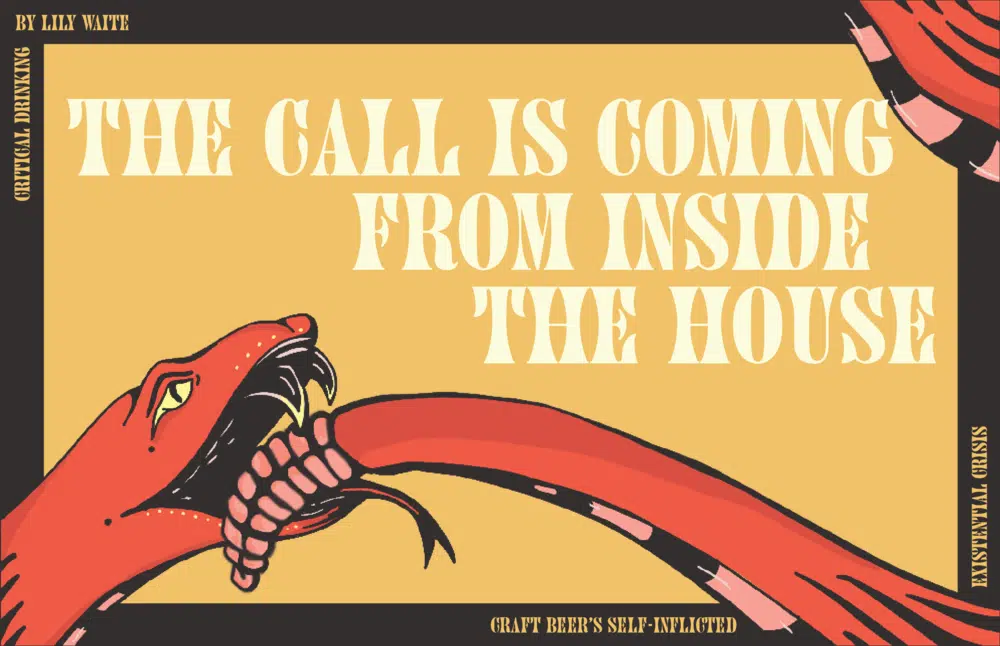 BY LILY WAITE
CRITICAL DRINKING
THE CALL IS COMING
FROM INSIDE
THE HOUSE
CRAFT BEER'S SELF-INFLICTED
EXISTENTIAL CRISIS